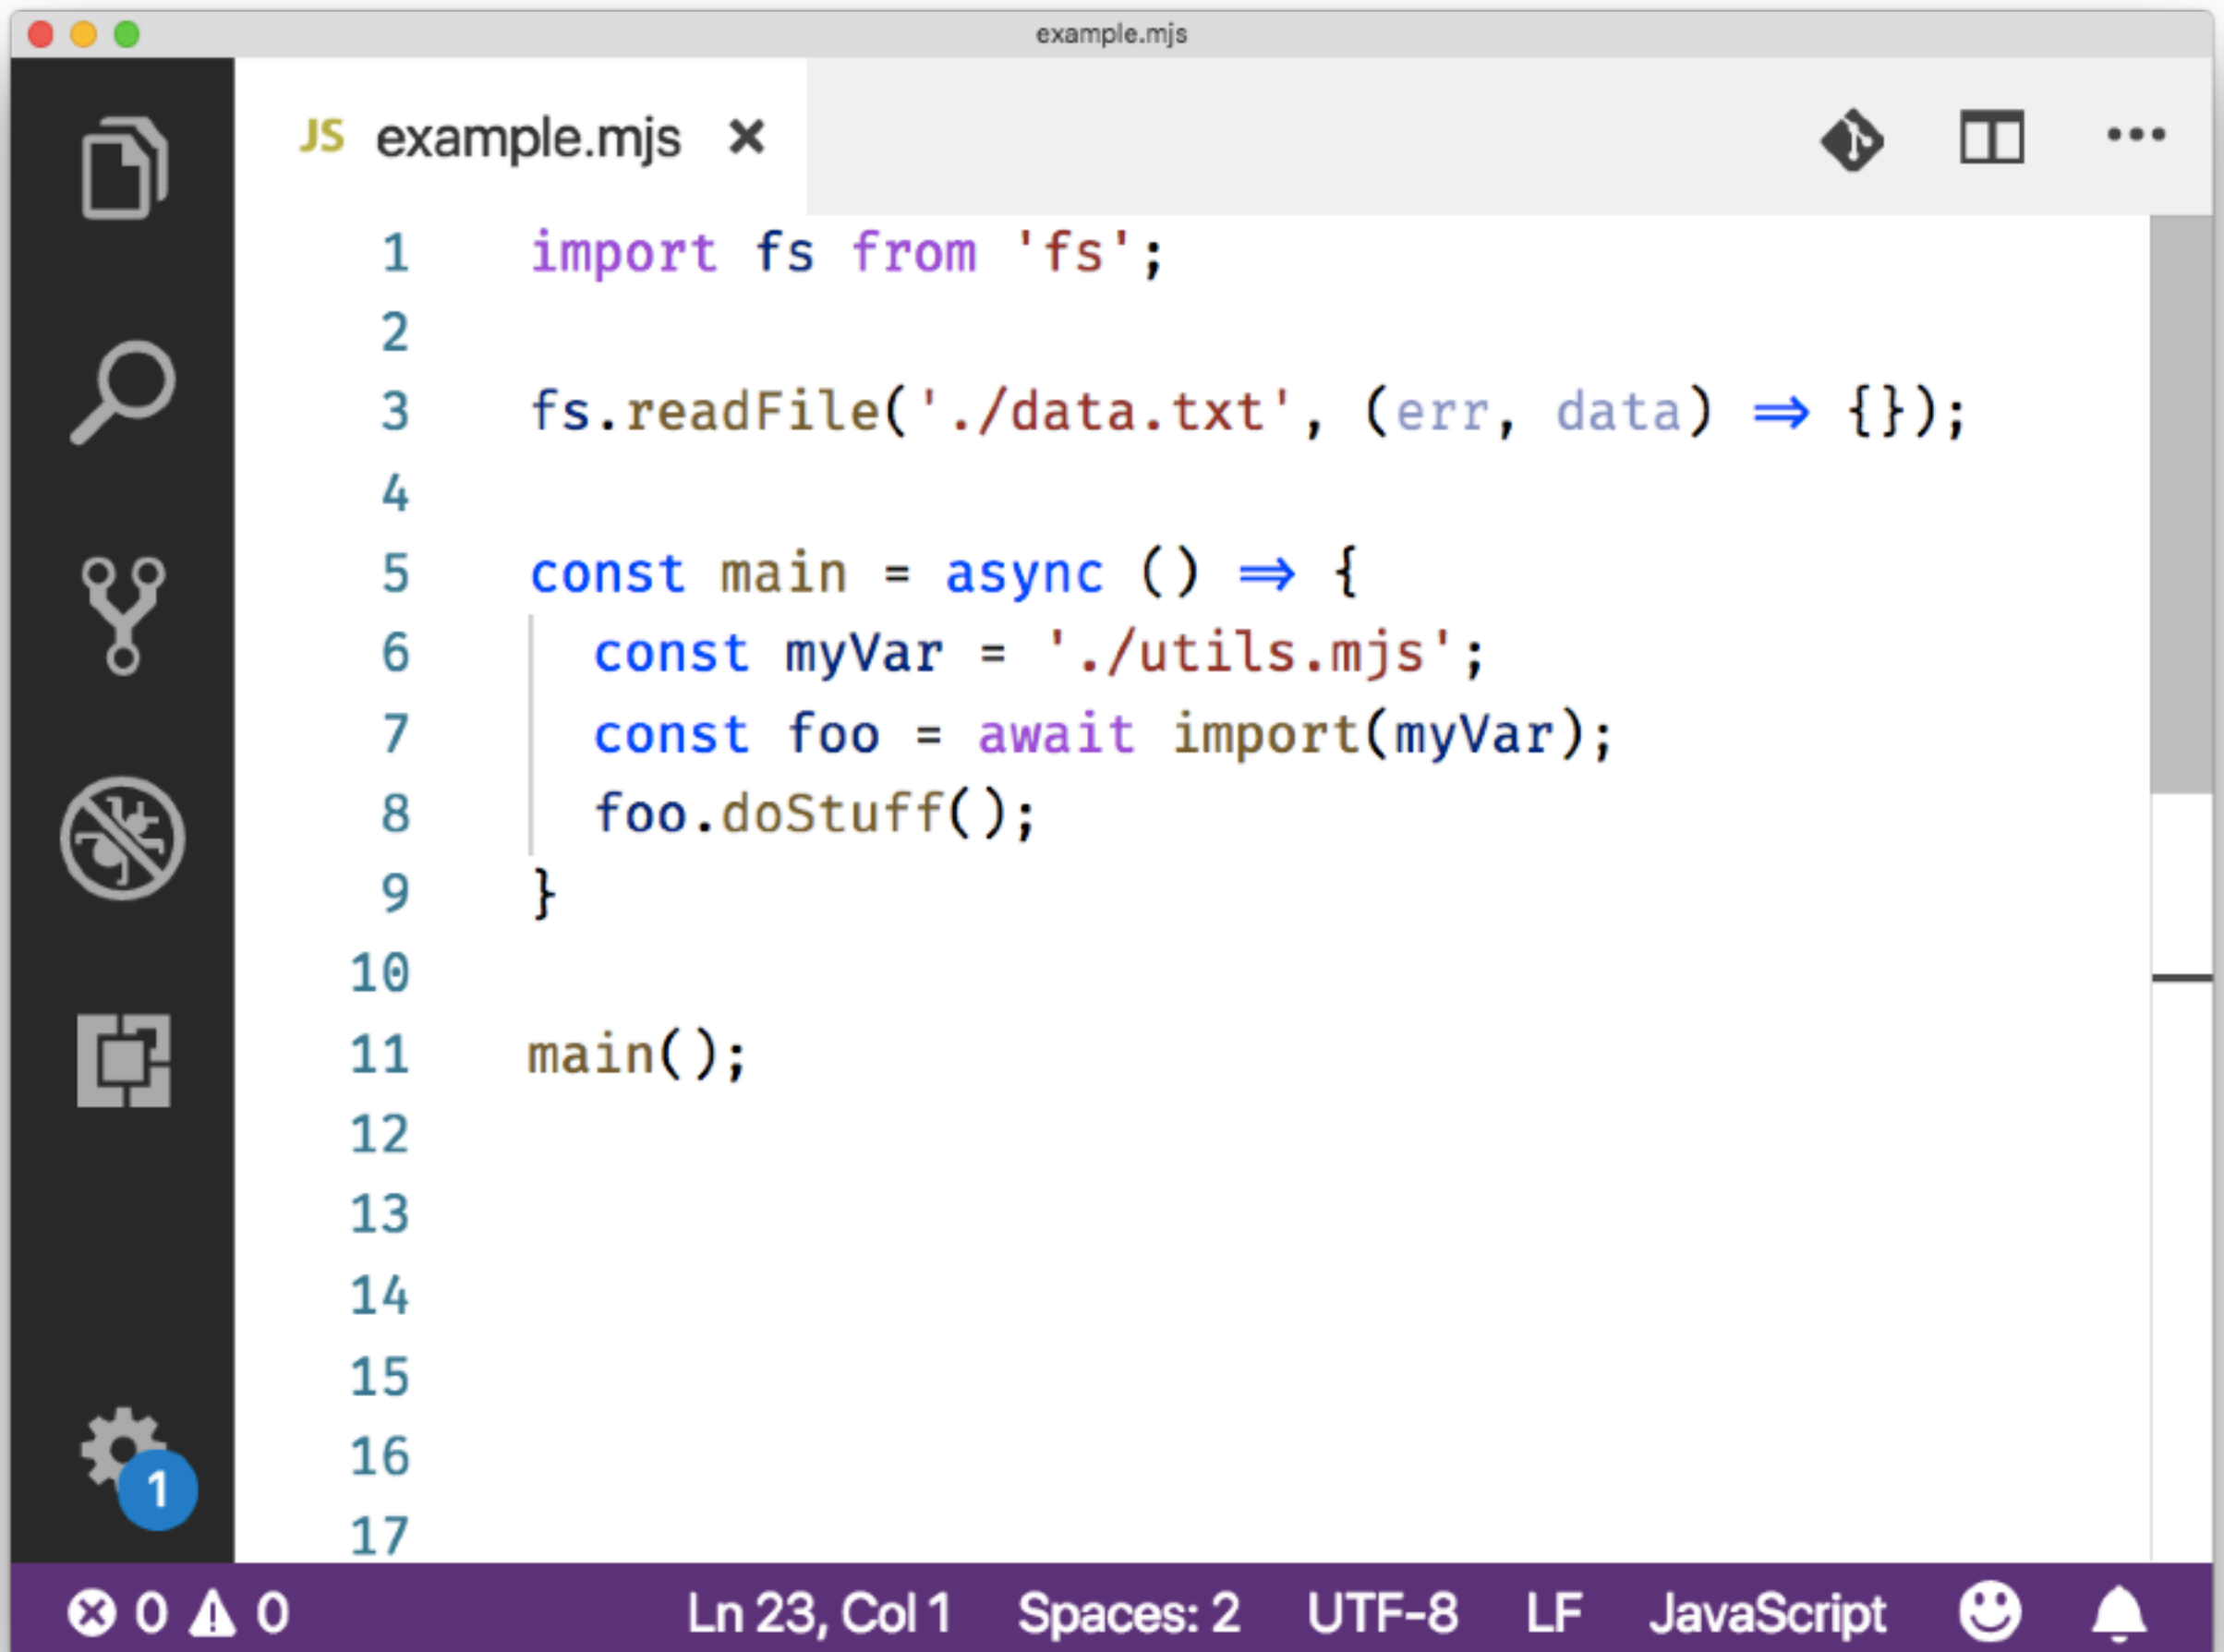 example.mjs
JS example.mjs
1 import fs from 'fs';
2
3 fs.readFile('./data.txt', (err, data) => {});
4
5 const main = async () => {
6   const myVar = './utils.mjs';
7   const foo = await import(myVar);
8   foo.doStuff();
9 }
10
11 main();
12
13
14
15
16
17
1
0 0 Ln 23, Col 1 Spaces: 2 UTF-8 LF JavaScript